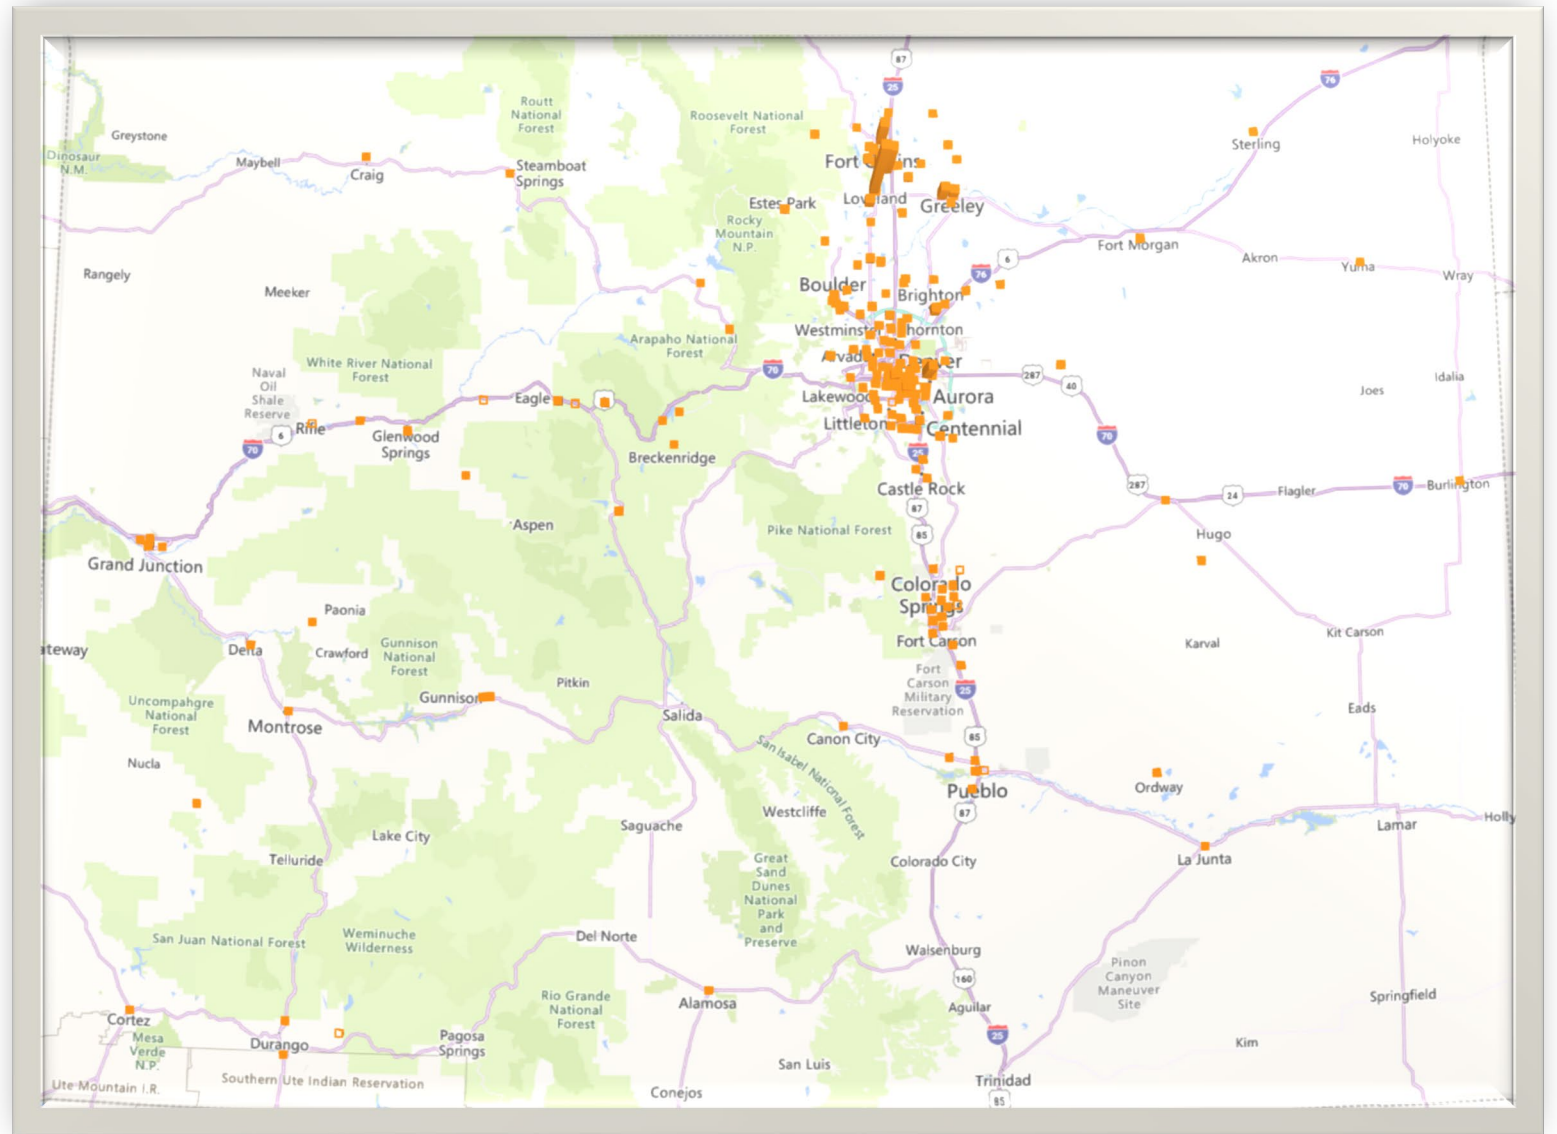 87
25
76
Routt
National
Forest
Roosevelt National
Forest
Greystone
Dinosaur
N.M.
Maybell
Craig
Steamboat
Springs
Sterling
Holyoke
Estes Park
Greeley
Rocky
Mountain
N.P.
Fort Morgan
Akron
Yuma
Wray
6
76
Rangely
Meeker
Boulder
Brighton
Arapaho National
Forest
White River National
Forest
Denver
70
287
40
Naval
Oil
Shale
Reserve
Joes
Idalia
Eagle
Lakewood
Aurora
Rifle
6
70
Glenwood
Springs
Littleton
Centennial
70
25
Breckenridge
Castle Rock
287
24
Flagler
70
Burlington
87
85
Aspen
Pike National Forest
Hugo
Grand Junction
Colorado
Springs
Paonia
Fort Carson
Delta
Crawford
Gunnison
National
Forest
Karval
Kit Carson
ateway
Fort
Carson
Military
Reservation
25
Pitkin
Gunnison
Uncompahgre
National
Forest
Salida
Eads
Montrose
Canon City
85
San Isabel National Forest
Nucla
Pueblo
Ordway
87
Westcliffe
Lake City
Saguache
Lamar
Holly
Telluride
Great
Sand
Dunes
National
Park
and
Preserve
Colorado City
La Junta
San Juan National Forest
Weminuche
Wilderness
Del Norte
Walsenburg
Pinon
Canyon
Maneuver
Site
160
Alamosa
Rio Grande
National
Forest
Aguilar
Springfield
Cortez
Mesa
Verde
N.P.
Durango
Pagosa
Springs
25
Kim
San Luis
Ute Mountain I.R.
Southern Ute Indian Reservation
Conejos
Trinidad
85